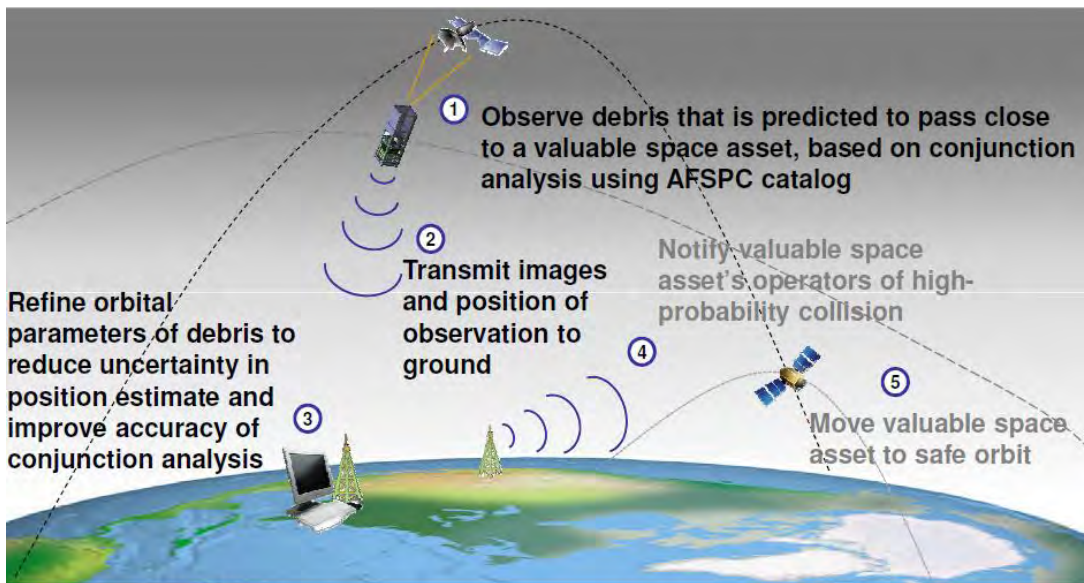 1
Observe debris that is predicted to pass close
to a valuable space asset, based on conjunction
analysis using AFSPC catalog
2
Transmit images
and position of
observation to
ground
3
Refine orbital
parameters of debris to
reduce uncertainty in
position estimate and
improve accuracy of
conjunction analysis
4
Notify valuable space
asset's operators of high-
probability collision
5
Move valuable space
asset to safe orbit